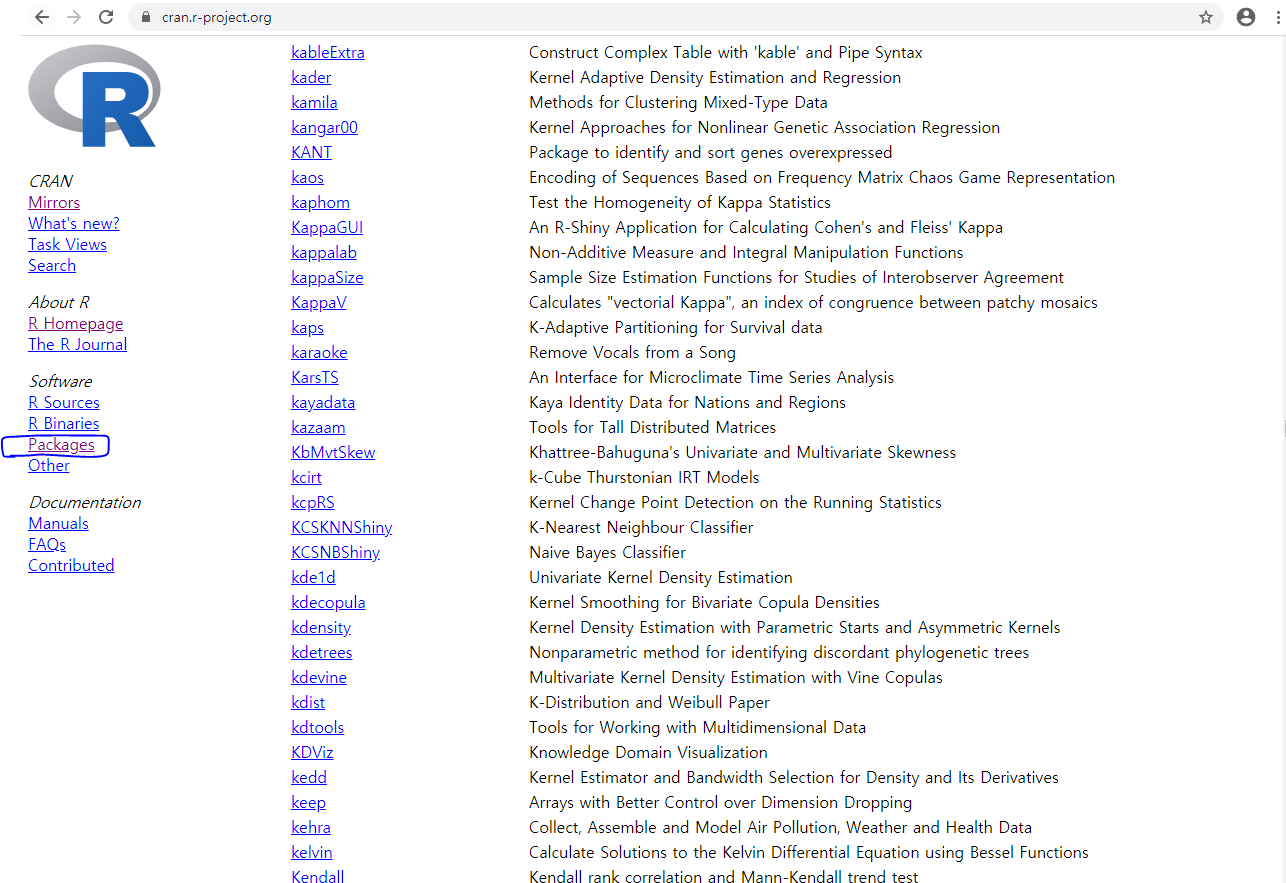 cran.r-project.org
R
CRAN
Mirrors
What's new?
Task Views
Search
About R
R Homepage
The R Journal
Software
R Sources
R Binaries
Packages
Other
Documentation
Manuals
FAQs
Contributed
kableExtra Construct Complex Table with 'kable' and Pipe Syntax
kader Kernel Adaptive Density Estimation and Regression
kamila Methods for Clustering Mixed-Type Data
kangar00 Kernel Approaches for Nonlinear Genetic Association Regression
KANT Package to identify and sort genes overexpressed
kaos Encoding of Sequences Based on Frequency Matrix Chaos Game Representation
kaphom Test the Homogeneity of Kappa Statistics
KappaGUI An R-Shiny Application for Calculating Cohen's and Fleiss' Kappa
kappalab Non-Additive Measure and Integral Manipulation Functions
kappaSize Sample Size Estimation Functions for Studies of Interobserver Agreement
KappaV Calculates "vectorial Kappa", an index of congruence between patchy mosaics
kaps K-Adaptive Partitioning for Survival data
karaoke Remove Vocals from a Song
KarsTS An Interface for Microclimate Time Series Analysis
kayadata Kaya Identity Data for Nations and Regions
kazaam Tools for Tall Distributed Matrices
KbMvtSkew Khattree-Bahuguna's Univariate and Multivariate Skewness
kcirt k-Cube Thurstonian IRT Models
kcpRS Kernel Change Point Detection on the Running Statistics
KCSKNNShiny K-Nearest Neighbour Classifier
KCSNBShiny Naive Bayes Classifier
kde1d Univariate Kernel Density Estimation
kdecopula Kernel Smoothing for Bivariate Copula Densities
kdensity Kernel Density Estimation with Parametric Starts and Asymmetric Kernels
kdetrees Nonparametric method for identifying discordant phylogenetic trees
kdevine Multivariate Kernel Density Estimation with Vine Copulas
kdist K-Distribution and Weibull Paper
kdtools Tools for Working with Multidimensional Data
KDViz Knowledge Domain Visualization
kedd Kernel Estimator and Bandwidth Selection for Density and Its Derivatives
keep Arrays with Better Control over Dimension Dropping
kehra Collect, Assemble and Model Air Pollution, Weather and Health Data
kelvin Calculate Solutions to the Kelvin Differential Equation using Bessel Functions
Kendall Kendall rank correlation and Mann-Kendall trend test